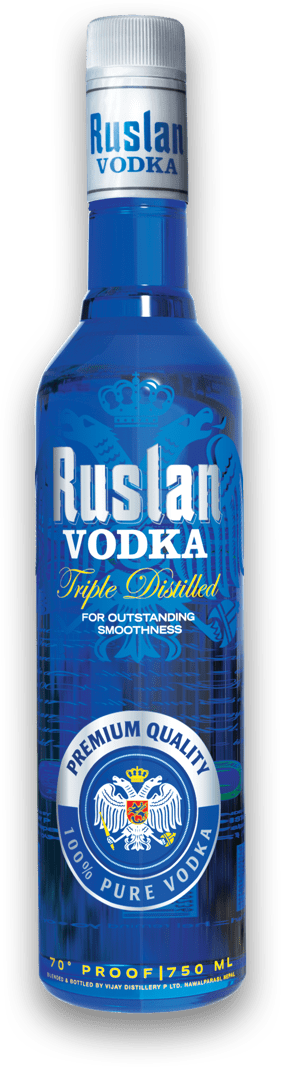 Ruslan
VODKA
Ruslan
VODKA
Triple Distilled
FOR OUTSTANDING
SMOOTHNESS
PREMIUM QUALITY
100% PURE VODKA
70° PROOF|750 ML
BLENDED & BOTTLED BY VIJAY DISTILLERY P LTD. NAWALPARASI, NEPAL